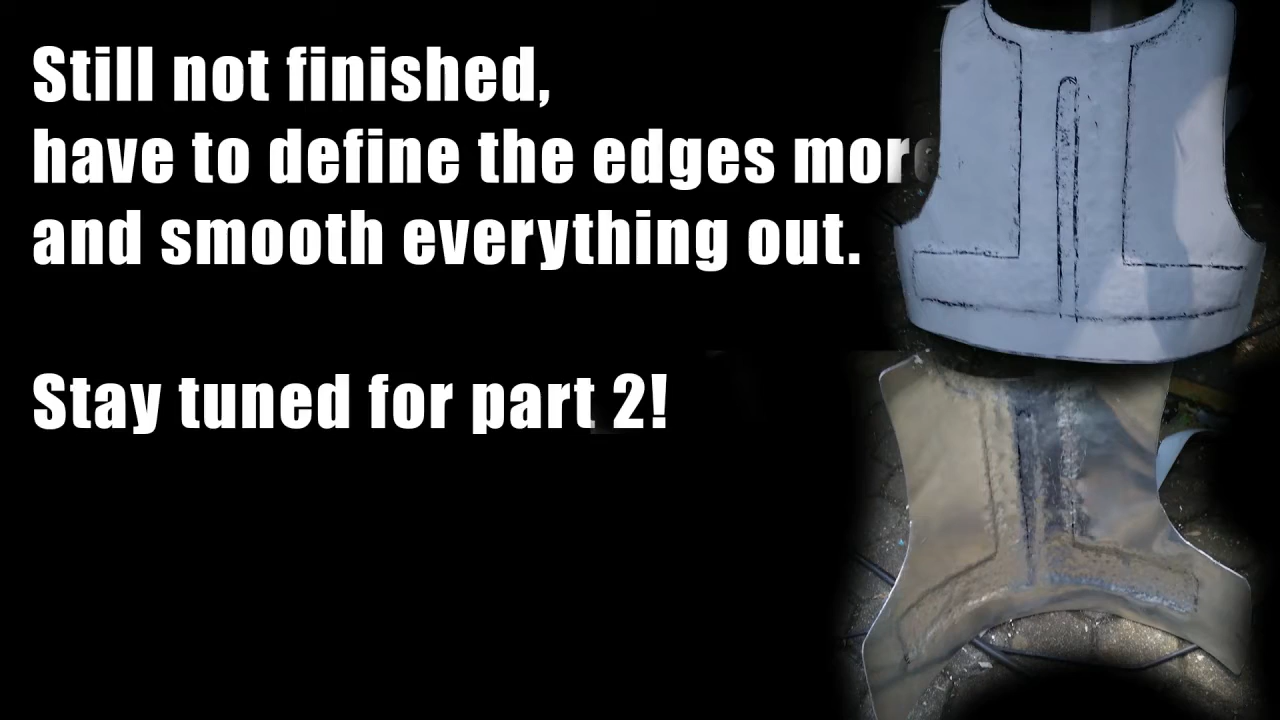 Still not finished,
have to define the edges more
and smooth everything out.
Stay tuned for part 2!